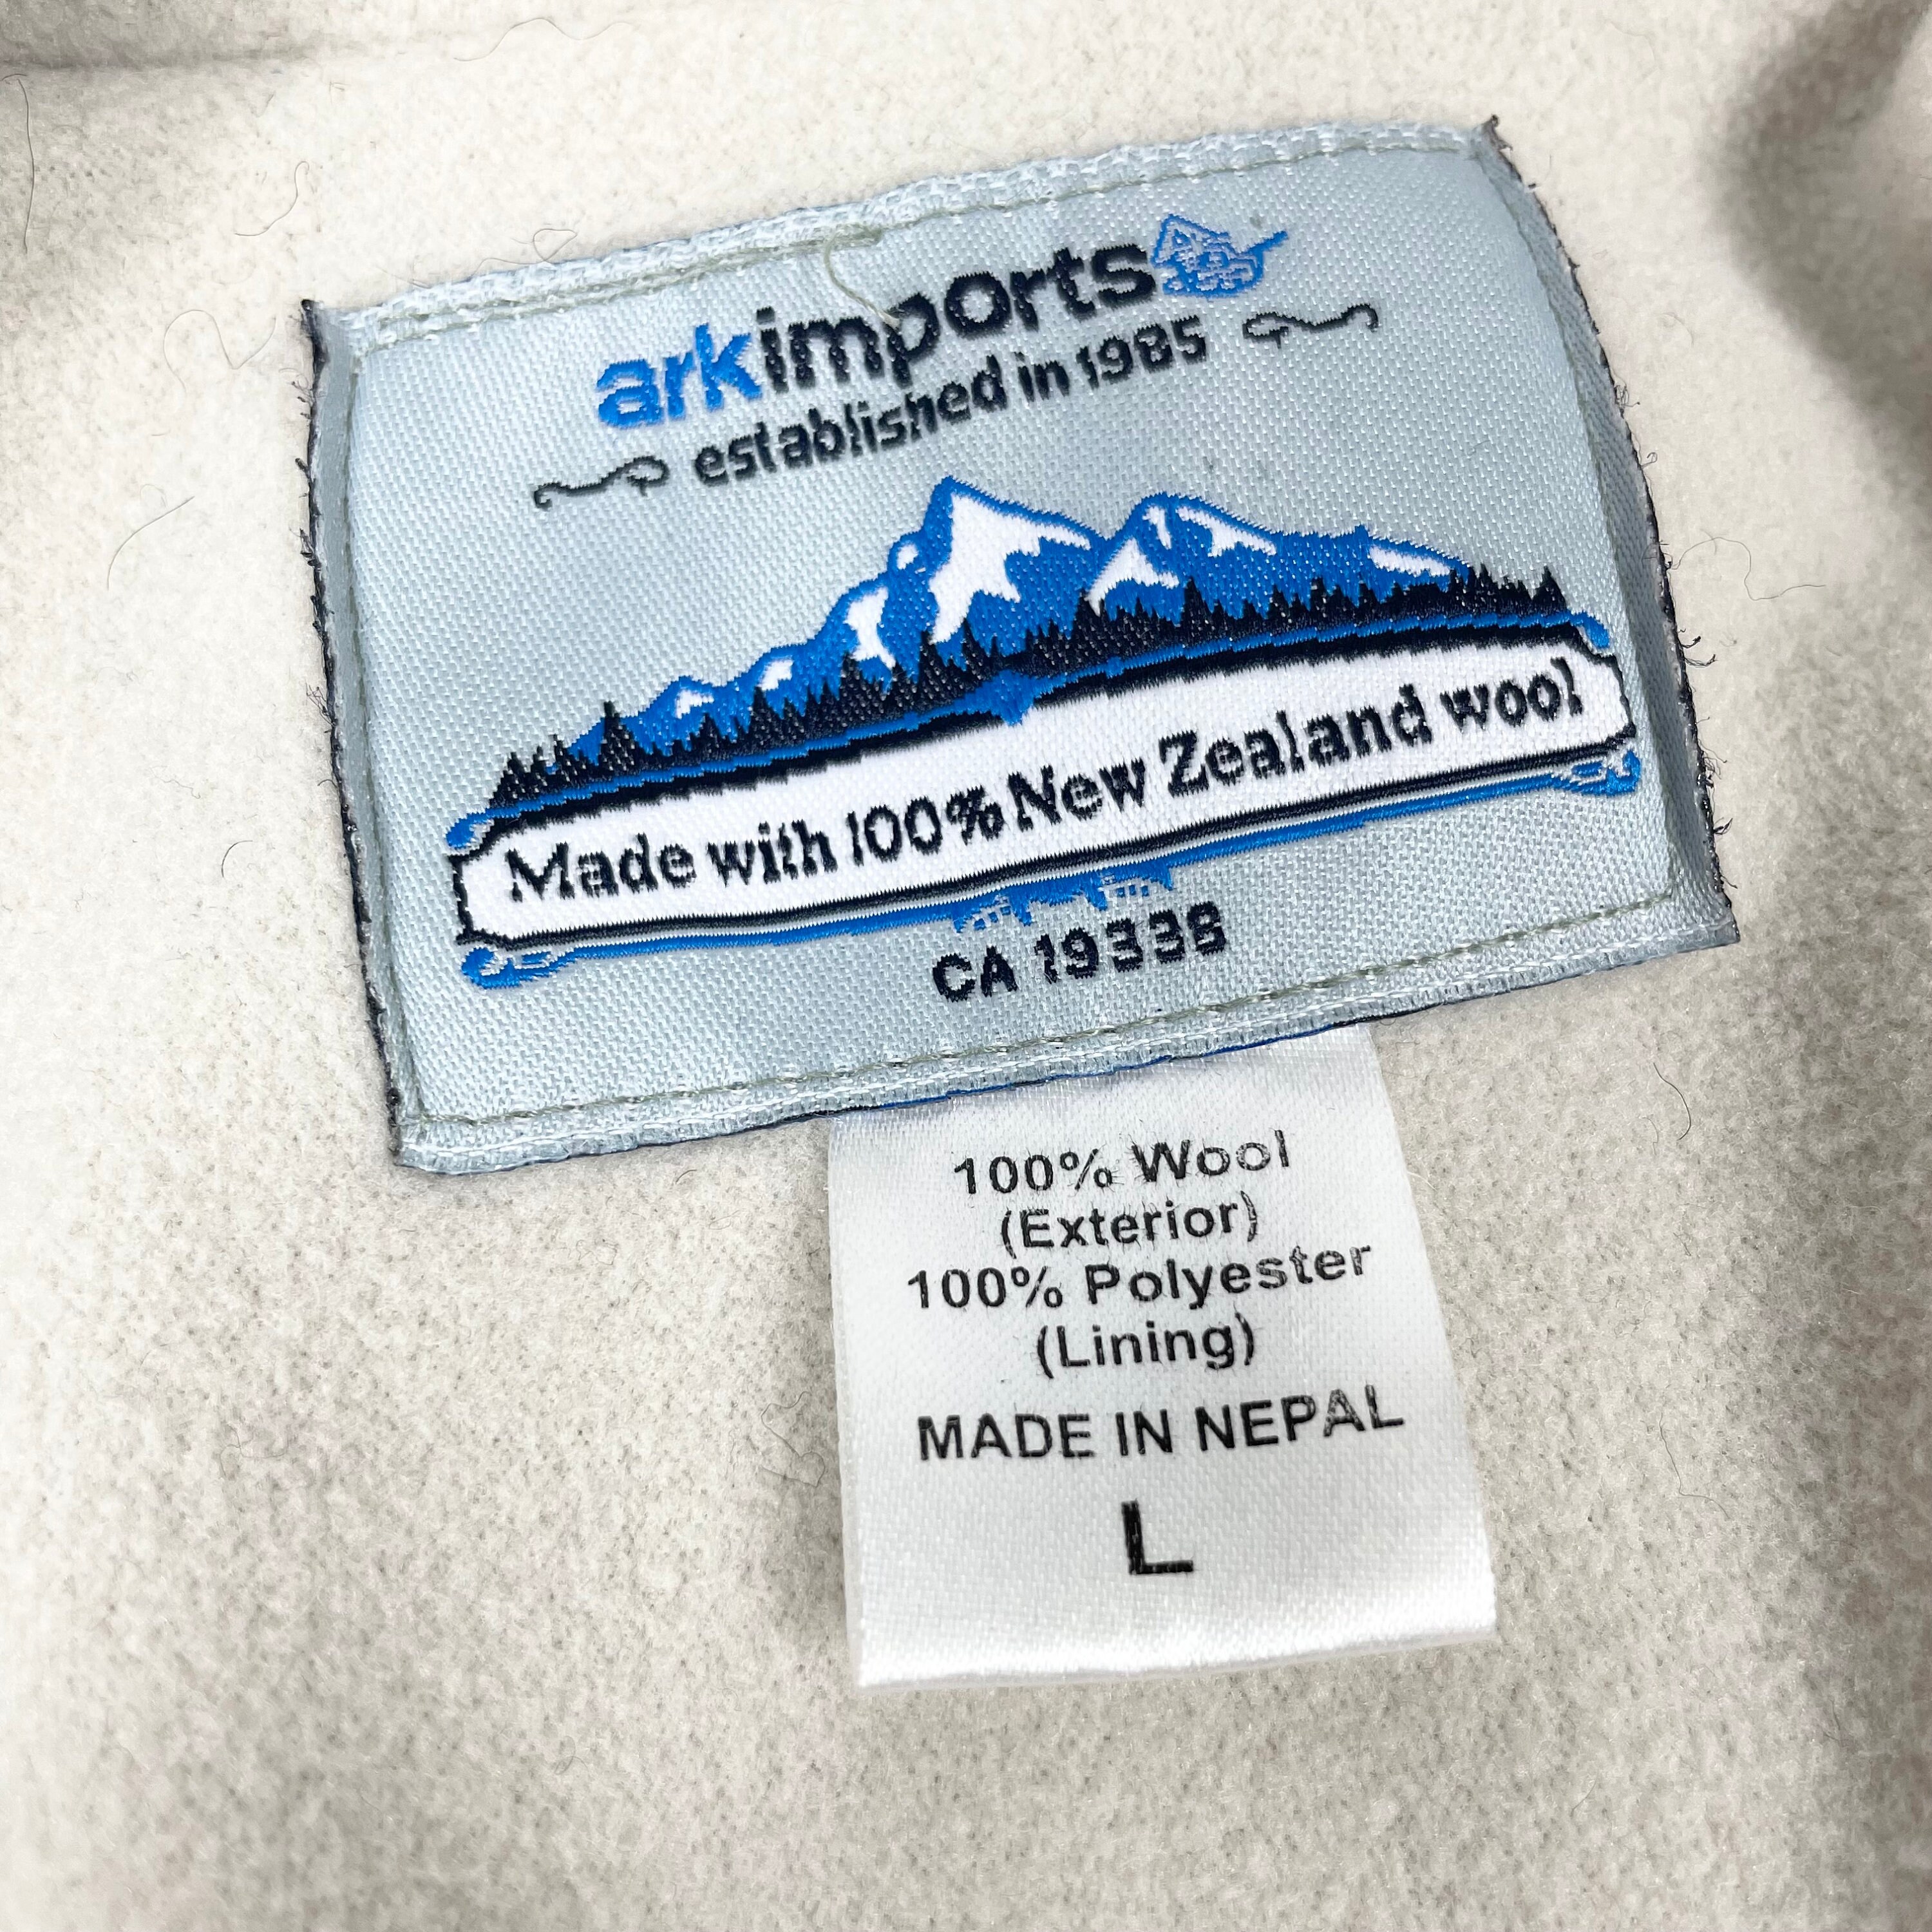 arkimports
established in 1985
Made with 100% New Zealand wool
CA 19338
100% Wool
(Exterior)
100% Polyester
(Lining)
MADE IN NEPAL
L